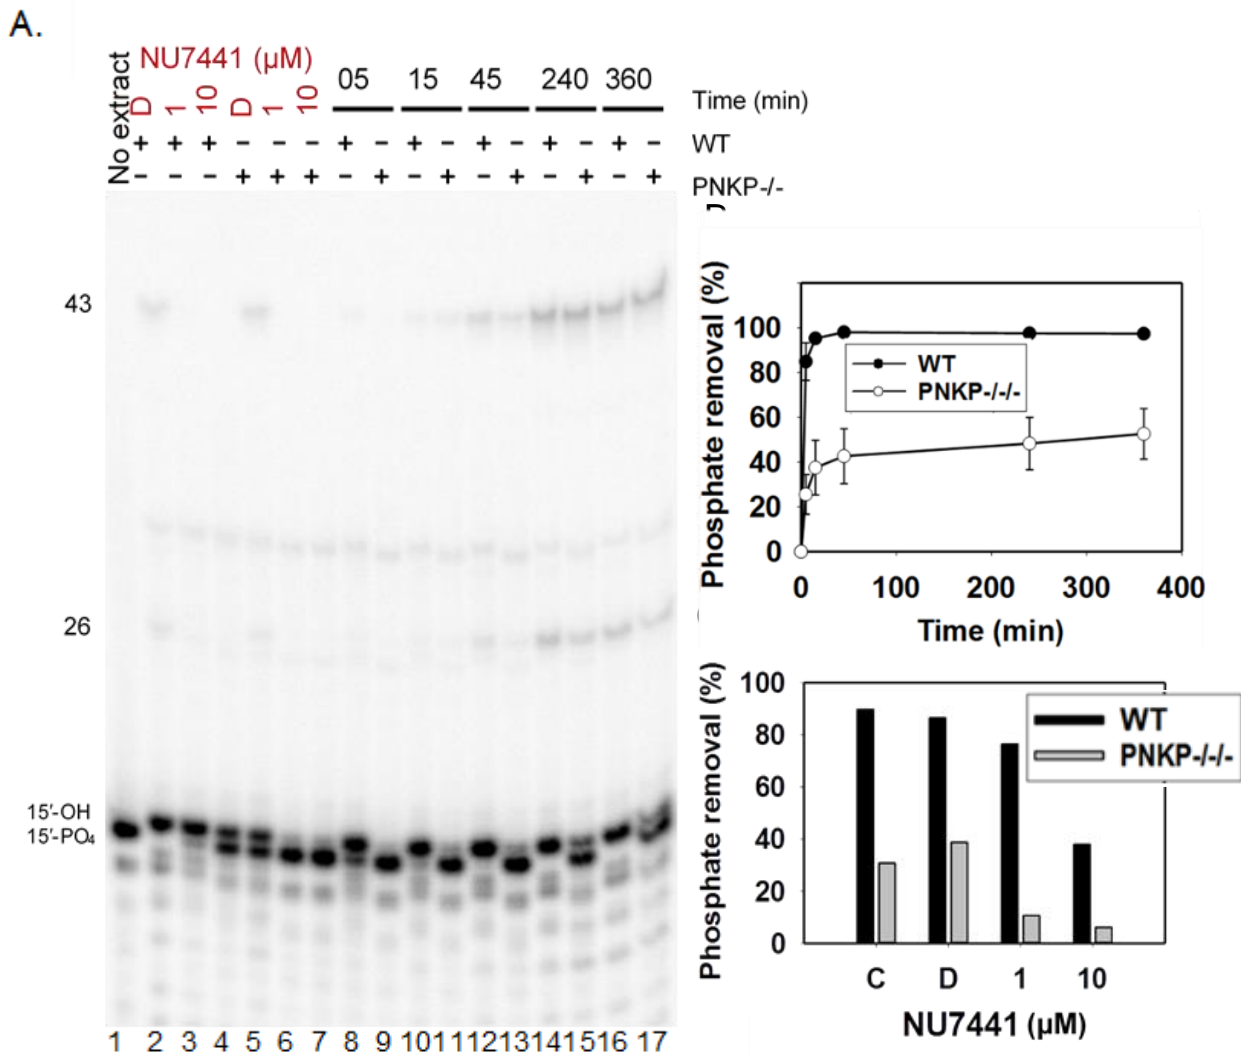 A.
No extract
NU7441 (µM)
D 1 10 D 1 10
05 15 45 240 360
Time (min)
+ + + - - - + - + - + - + - + -
WT
- - - + + + - + - + - + - + - +
PNKP-/-
43
26
15'-OH
15'-PO₄
1 2 3 4 5 6 7 8 9 10 11 12 13 14 15 16 17
Phosphate removal (%)
100
80
60
40
20
0
WT
PNKP-/-/-
0 100 200 300 400
Time (min)
Phosphate removal (%)
100
80
60
40
20
0
WT
PNKP-/-/-
C D 1 10
NU7441 (µM)